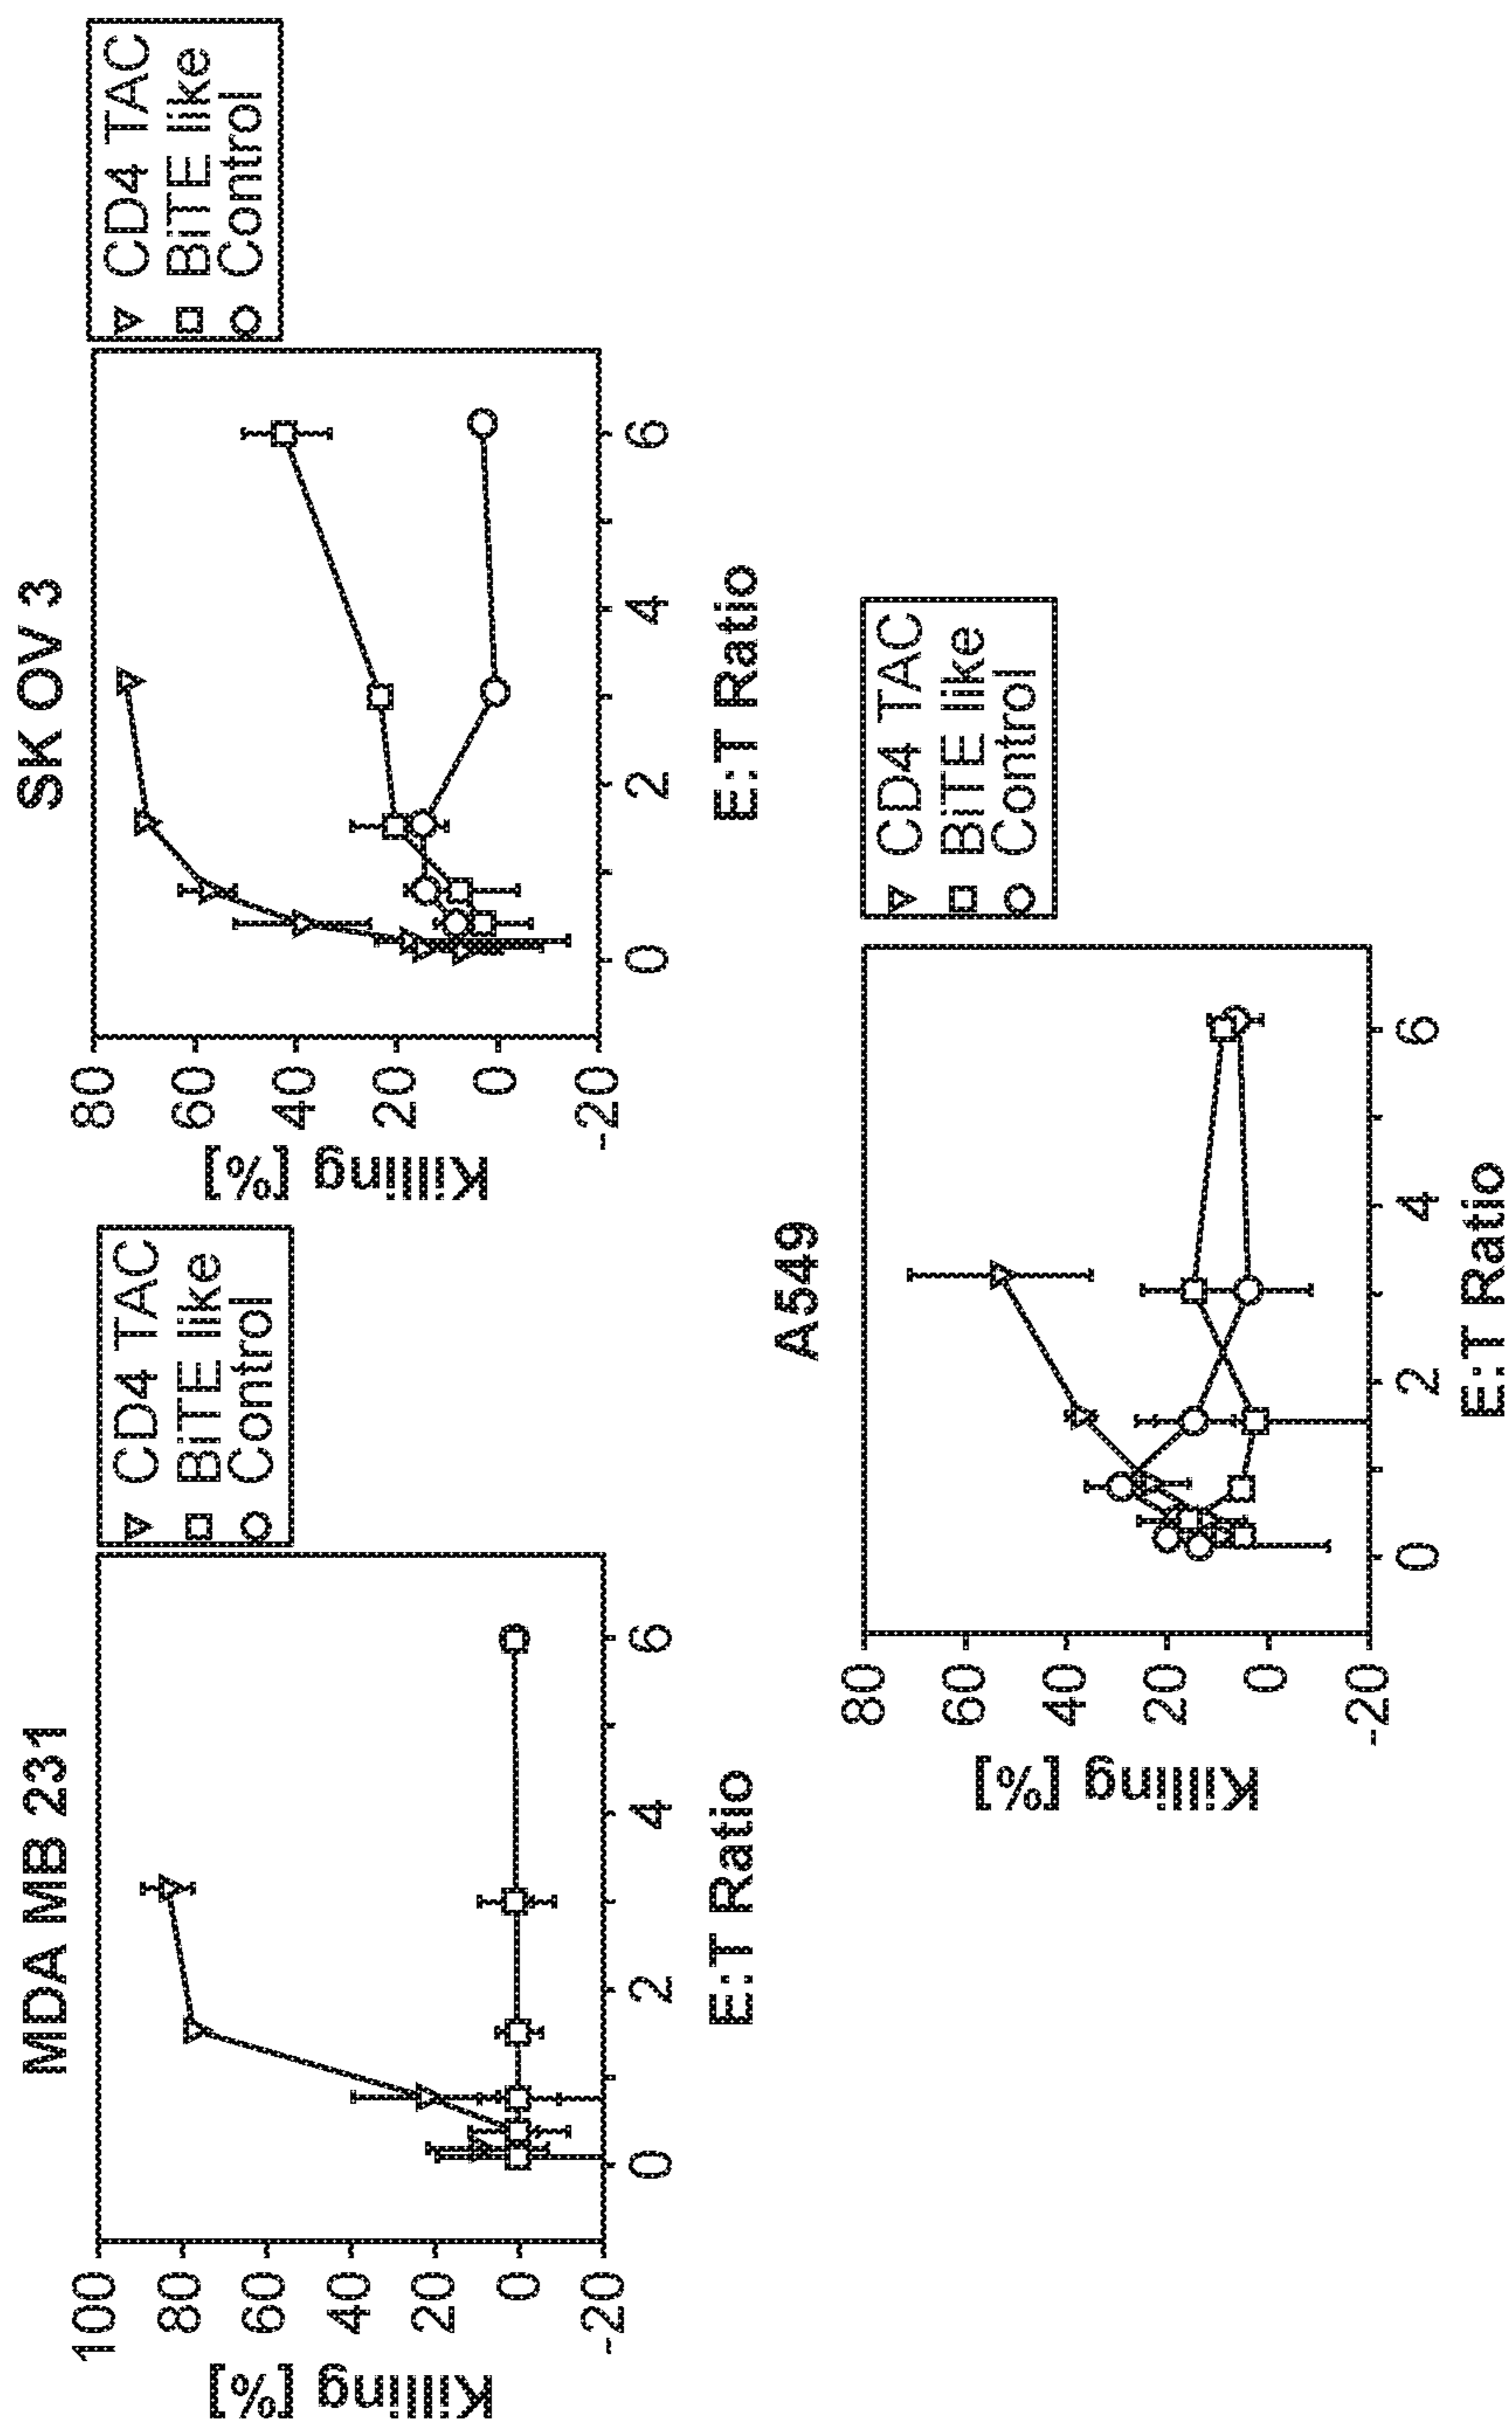 MDA MB 231
Killing [%]
100
80
60
40
20
0
-20
0 2 4 6
E:T Ratio
CD4 TAC
BiTE like
Control
SK OV 3
Killing [%]
80
60
40
20
0
-20
0 2 4 6
E:T Ratio
CD4 TAC
BiTE like
Control
A549
Killing [%]
80
60
40
20
0
-20
0 2 4 6
E:T Ratio
CD4 TAC
BiTE like
Control